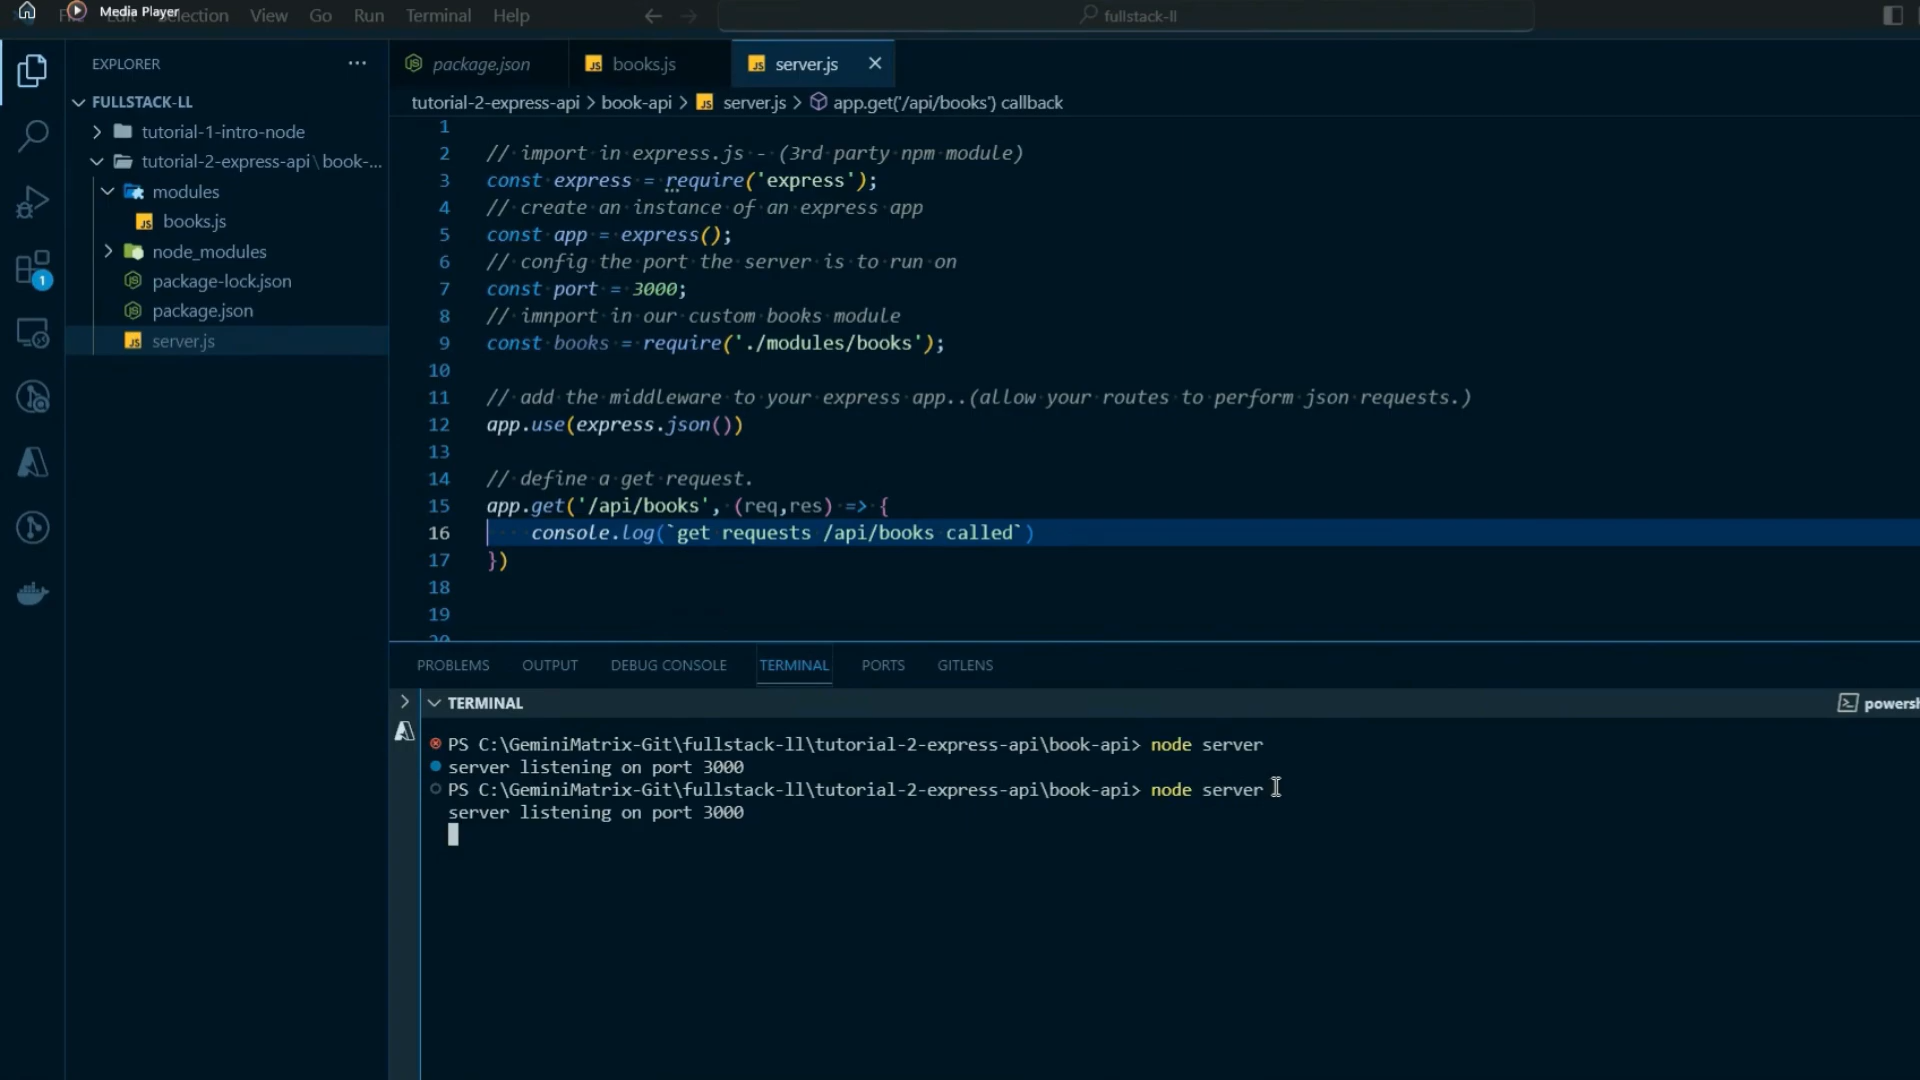 Media Player
Selection View Go Run Terminal Help
fullstack-ll
EXPLORER
FULLSTACK-LL
tutorial-1-intro-node
tutorial-2-express-api\book-...
modules
books.js
node_modules
package-lock.json
package.json
server.js
1
package.json books.js server.js
tutorial-2-express-api > book-api > JS server.js > app.get('/api/books') callback
1
2 // import in express.js - (3rd party npm module)
3 const express = require('express');
4 // create an instance of an express app
5 const app = express();
6 // config the port the server is to run on
7 const port = 3000;
8 // imnport in our custom books module
9 const books = require('./modules/books');
10
11 // add the middleware to your express app..(allow your routes to perform json requests.)
12 app.use(express.json())
13
14 // define a get request.
15 app.get('/api/books', (req,res) => {
16 console.log(`get requests /api/books called`)
17 })
18
19
20
PROBLEMS OUTPUT DEBUG CONSOLE TERMINAL PORTS GITLENS
TERMINAL
powersh
PS C:\GeminiMatrix-Git\fullstack-ll\tutorial-2-express-api\book-api> node server
server listening on port 3000
PS C:\GeminiMatrix-Git\fullstack-ll\tutorial-2-express-api\book-api> node server
server listening on port 3000